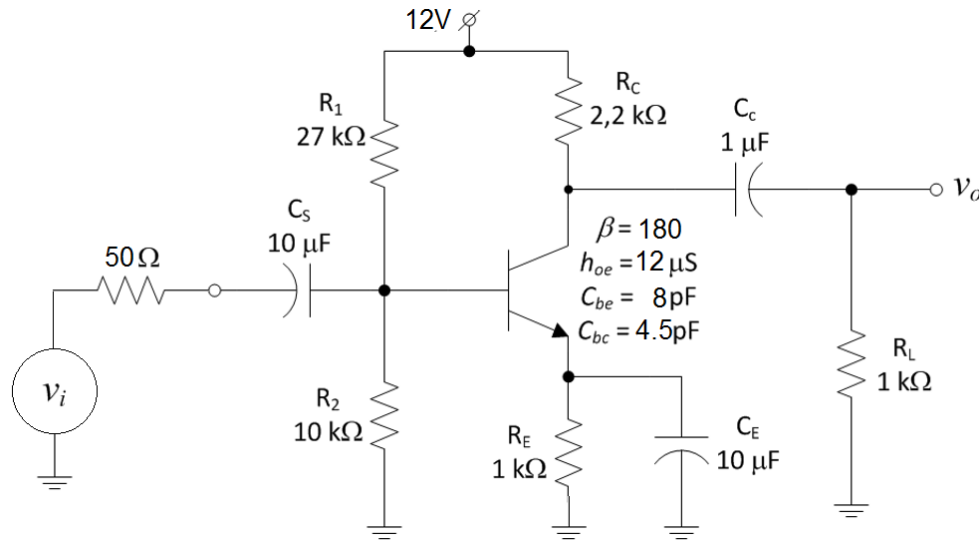 12V
R1
27 kΩ
RC
2,2 kΩ
Cc
1 μF
vo
CS
10 μF
50Ω
β = 180
hoe = 12 μS
Cbe = 8pF
Cbc = 4.5pF
vi
R2
10 kΩ
RE
1 kΩ
CE
10 μF
RL
1 kΩ